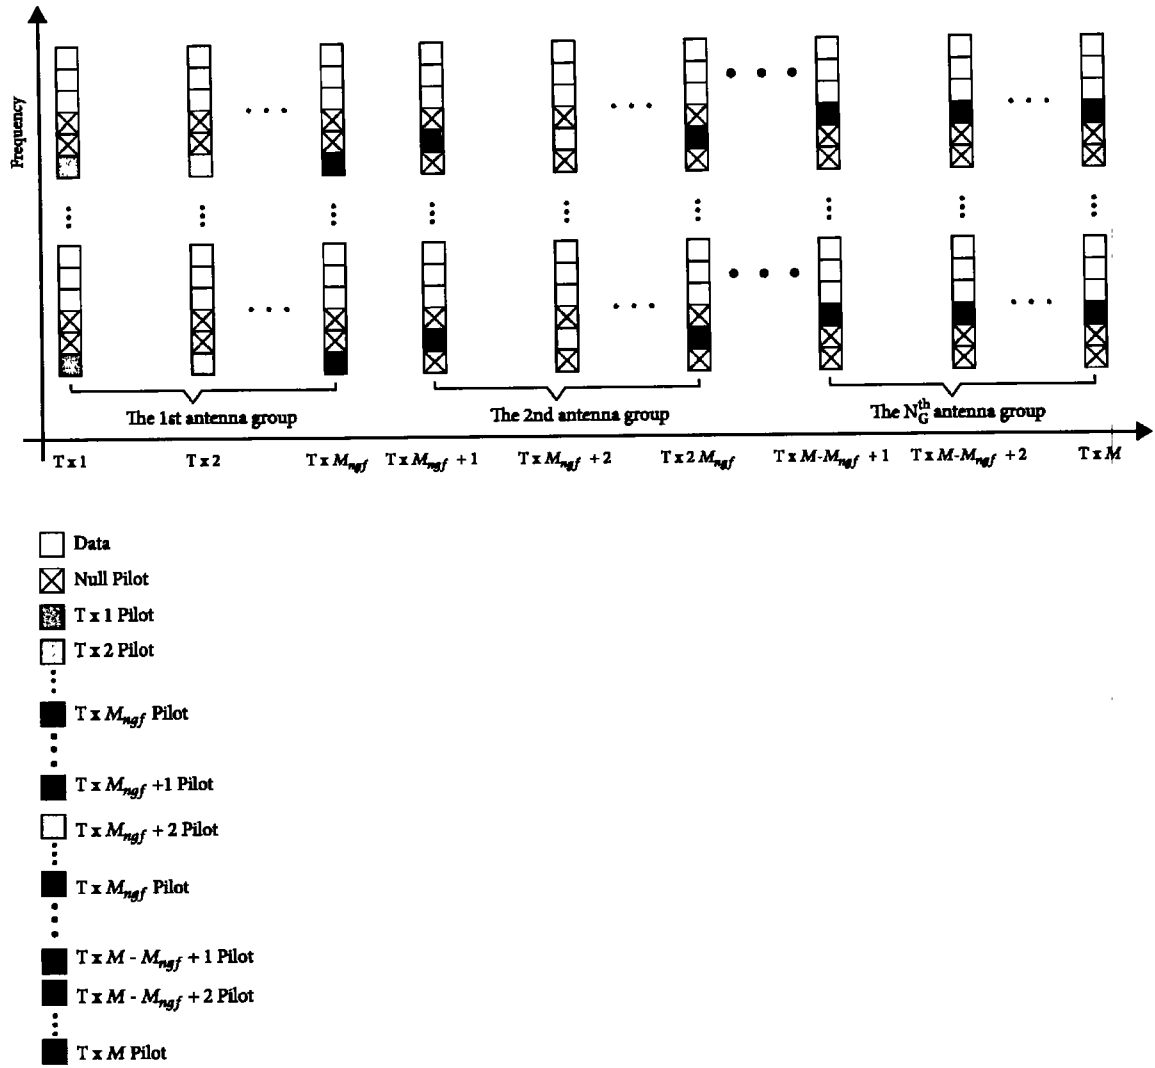 Frequency
The 1st antenna group
The 2nd antenna group
The N_G^th antenna group
T x 1
T x 2
T x M_ngf
T x M_ngf + 1
T x M_ngf + 2
T x 2 M_ngf
T x M-M_ngf + 1
T x M-M_ngf + 2
T x M
Data
Null Pilot
T x 1 Pilot
T x 2 Pilot
T x M_ngf Pilot
T x M_ngf +1 Pilot
T x M_ngf + 2 Pilot
T x M_ngf Pilot
T x M - M_ngf + 1 Pilot
T x M - M_ngf + 2 Pilot
T x M Pilot